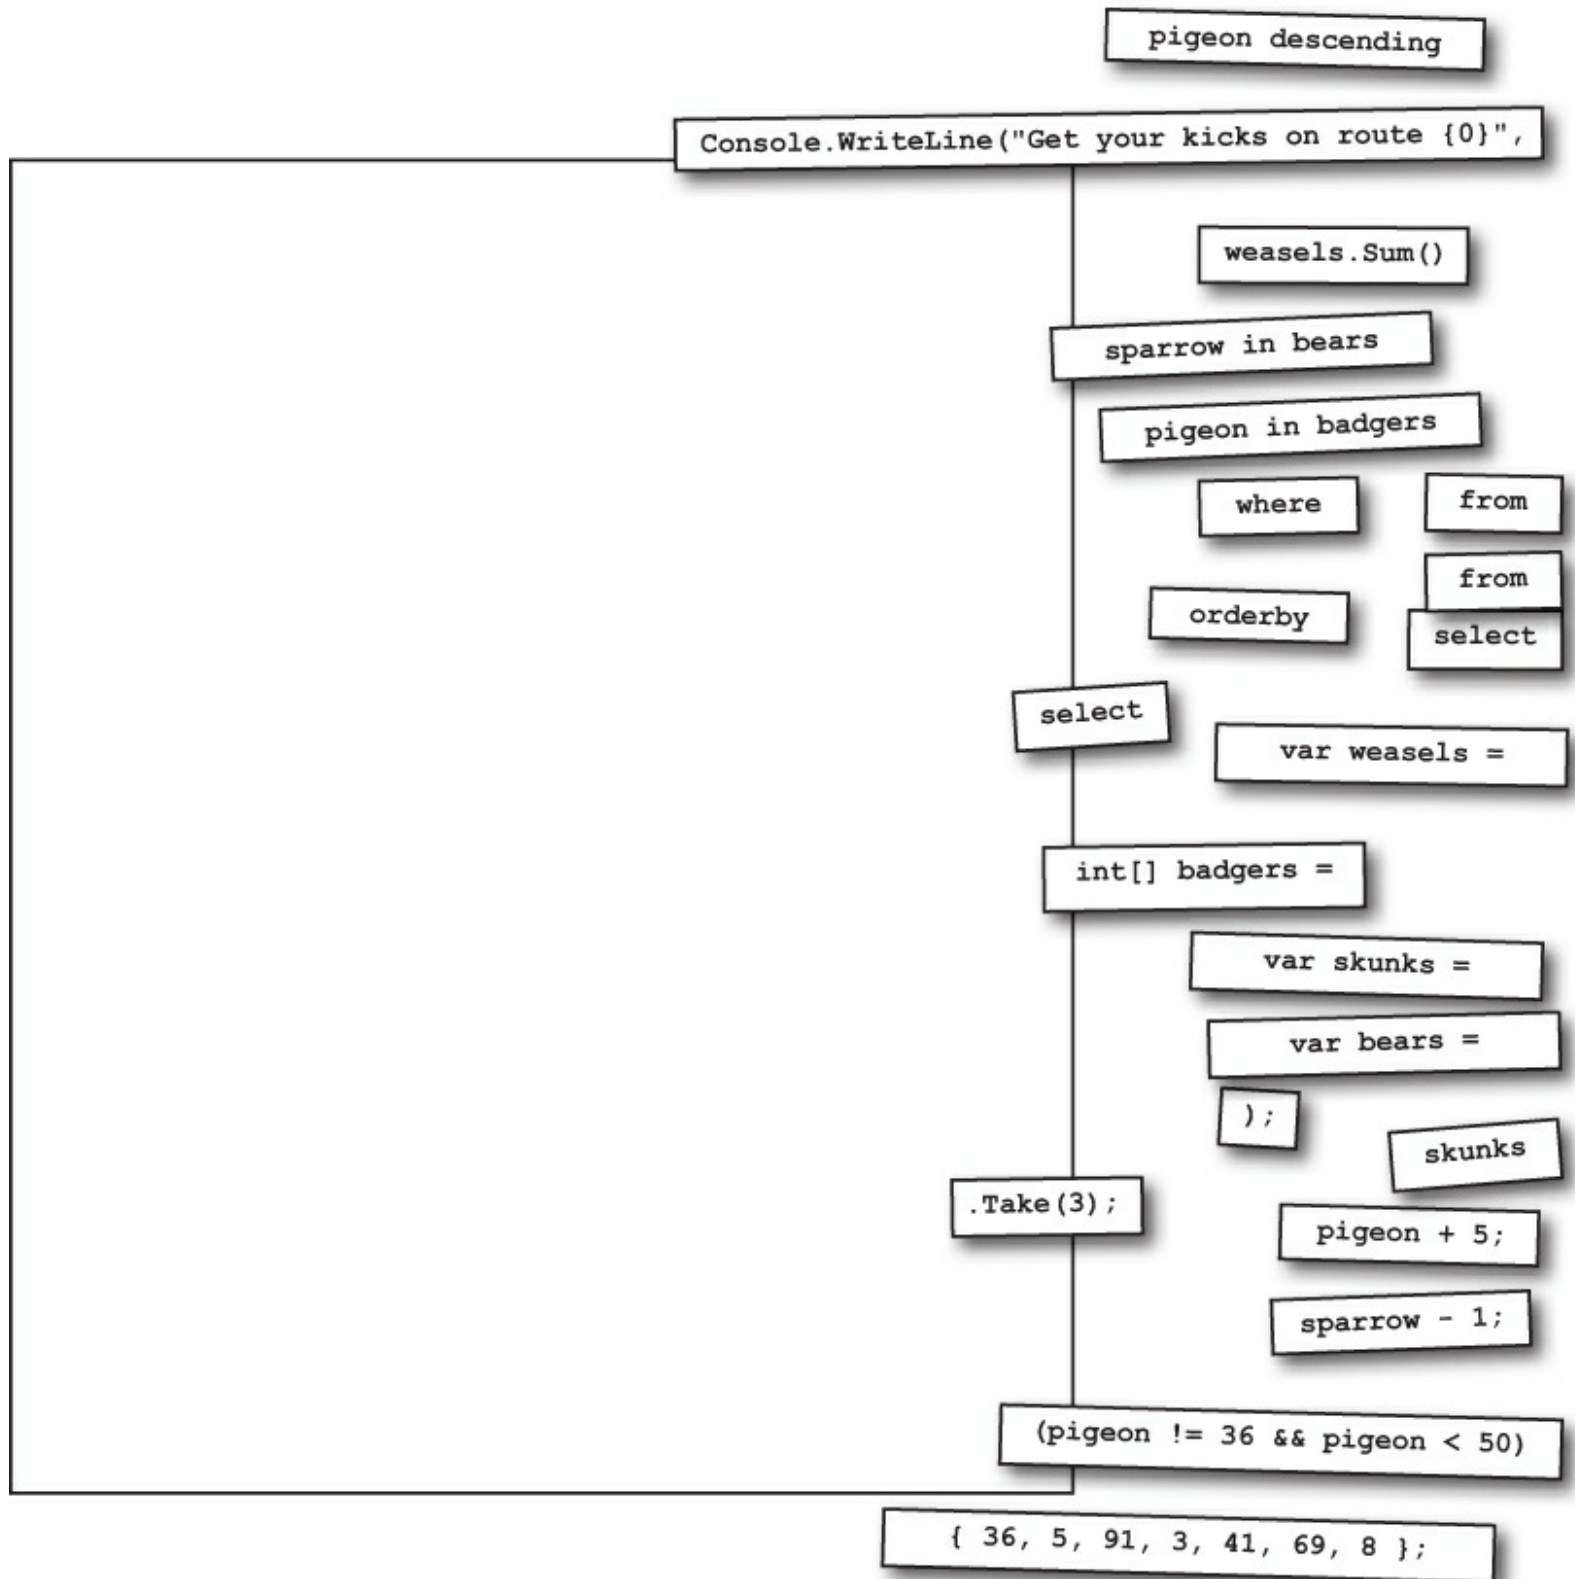 pigeon descending
Console.WriteLine("Get your kicks on route {0}",
weasels.Sum()
sparrow in bears
pigeon in badgers
where
from
from
orderby
select
select
var weasels =
int[] badgers =
var skunks =
var bears =
);
skunks
.Take(3);
pigeon + 5;
sparrow - 1;
(pigeon != 36 && pigeon < 50)
{ 36, 5, 91, 3, 41, 69, 8 };